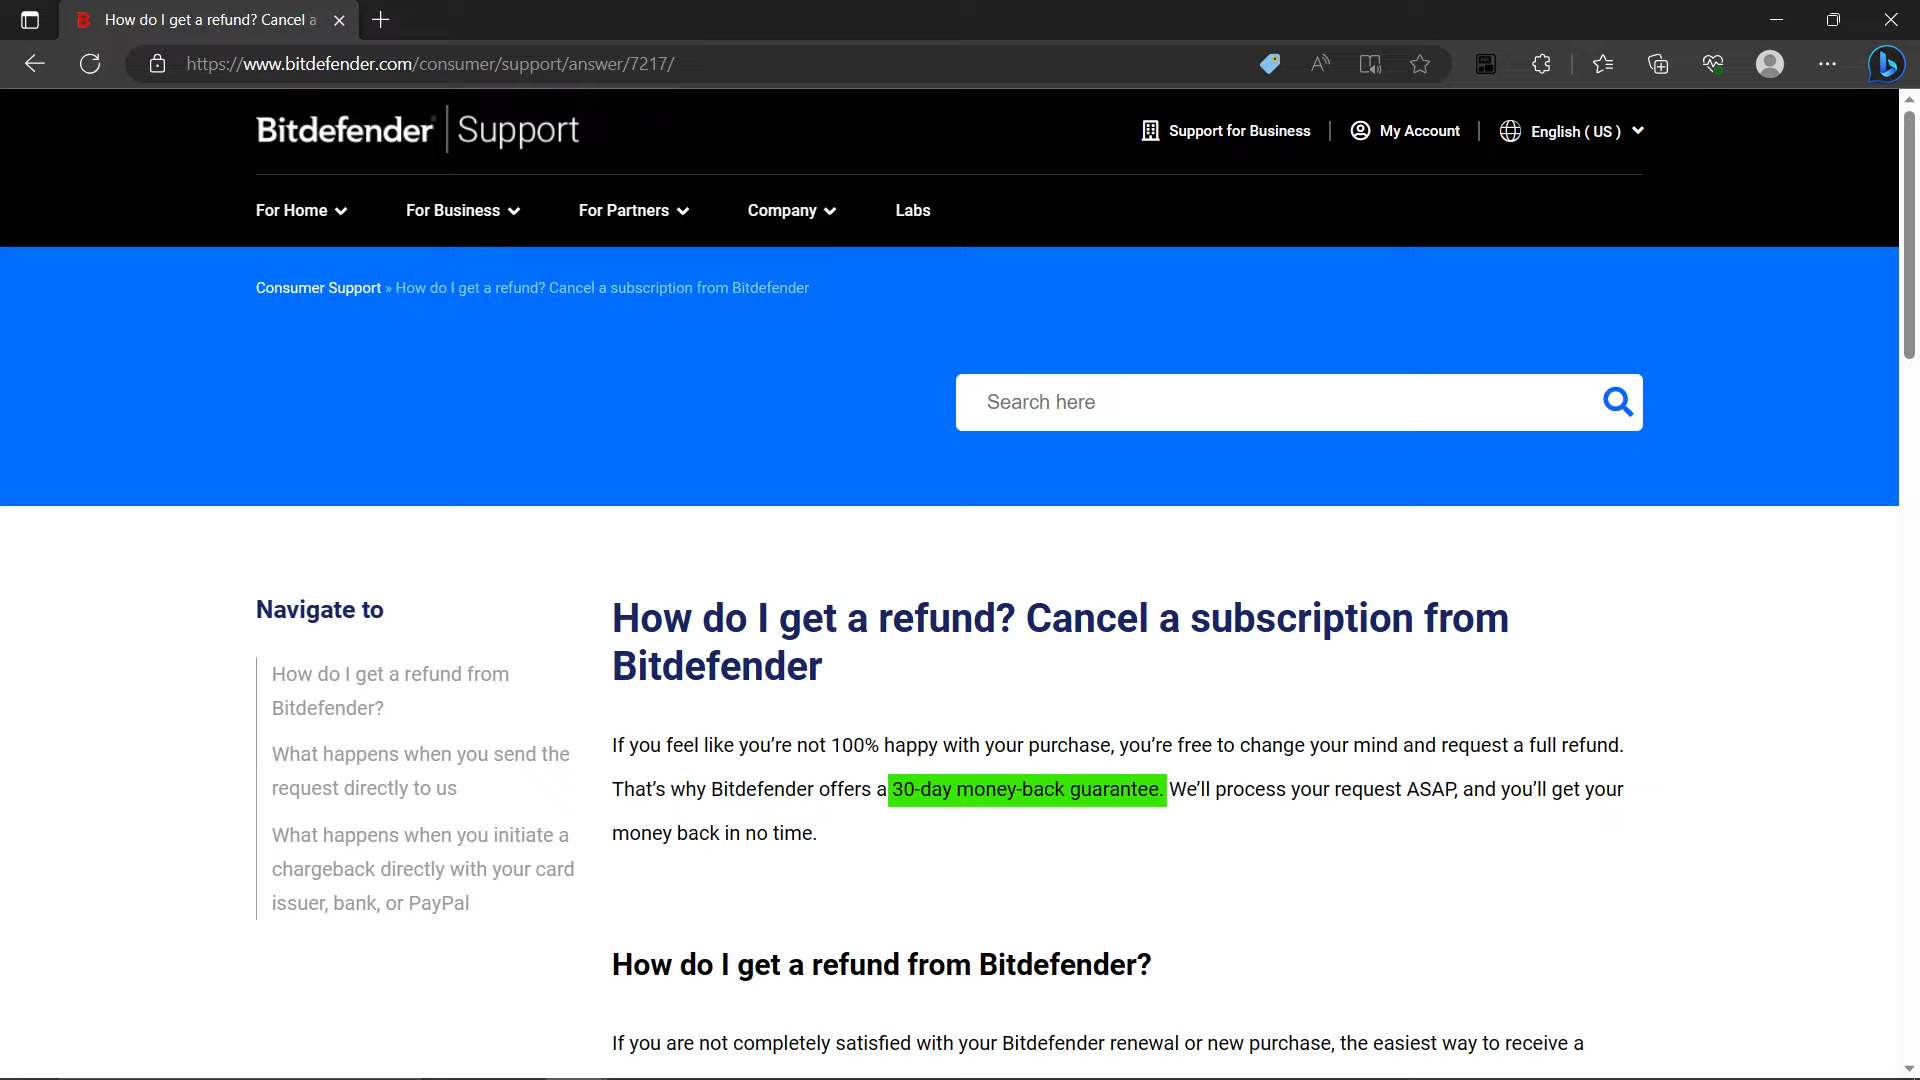 How do I get a refund? Cancel a
https://www.bitdefender.com/consumer/support/answer/7217/
Bitdefender Support
Support for Business
My Account
English ( US )
For Home
For Business
For Partners
Company
Labs
Consumer Support » How do I get a refund? Cancel a subscription from Bitdefender
Search here
Navigate to
How do I get a refund from
Bitdefender?
What happens when you send the
request directly to us
What happens when you initiate a
chargeback directly with your card
issuer, bank, or PayPal
How do I get a refund? Cancel a subscription from
Bitdefender
If you feel like you’re not 100% happy with your purchase, you’re free to change your mind and request a full refund.
That’s why Bitdefender offers a 30-day money-back guarantee. We’ll process your request ASAP, and you’ll get your
money back in no time.
How do I get a refund from Bitdefender?
If you are not completely satisfied with your Bitdefender renewal or new purchase, the easiest way to receive a